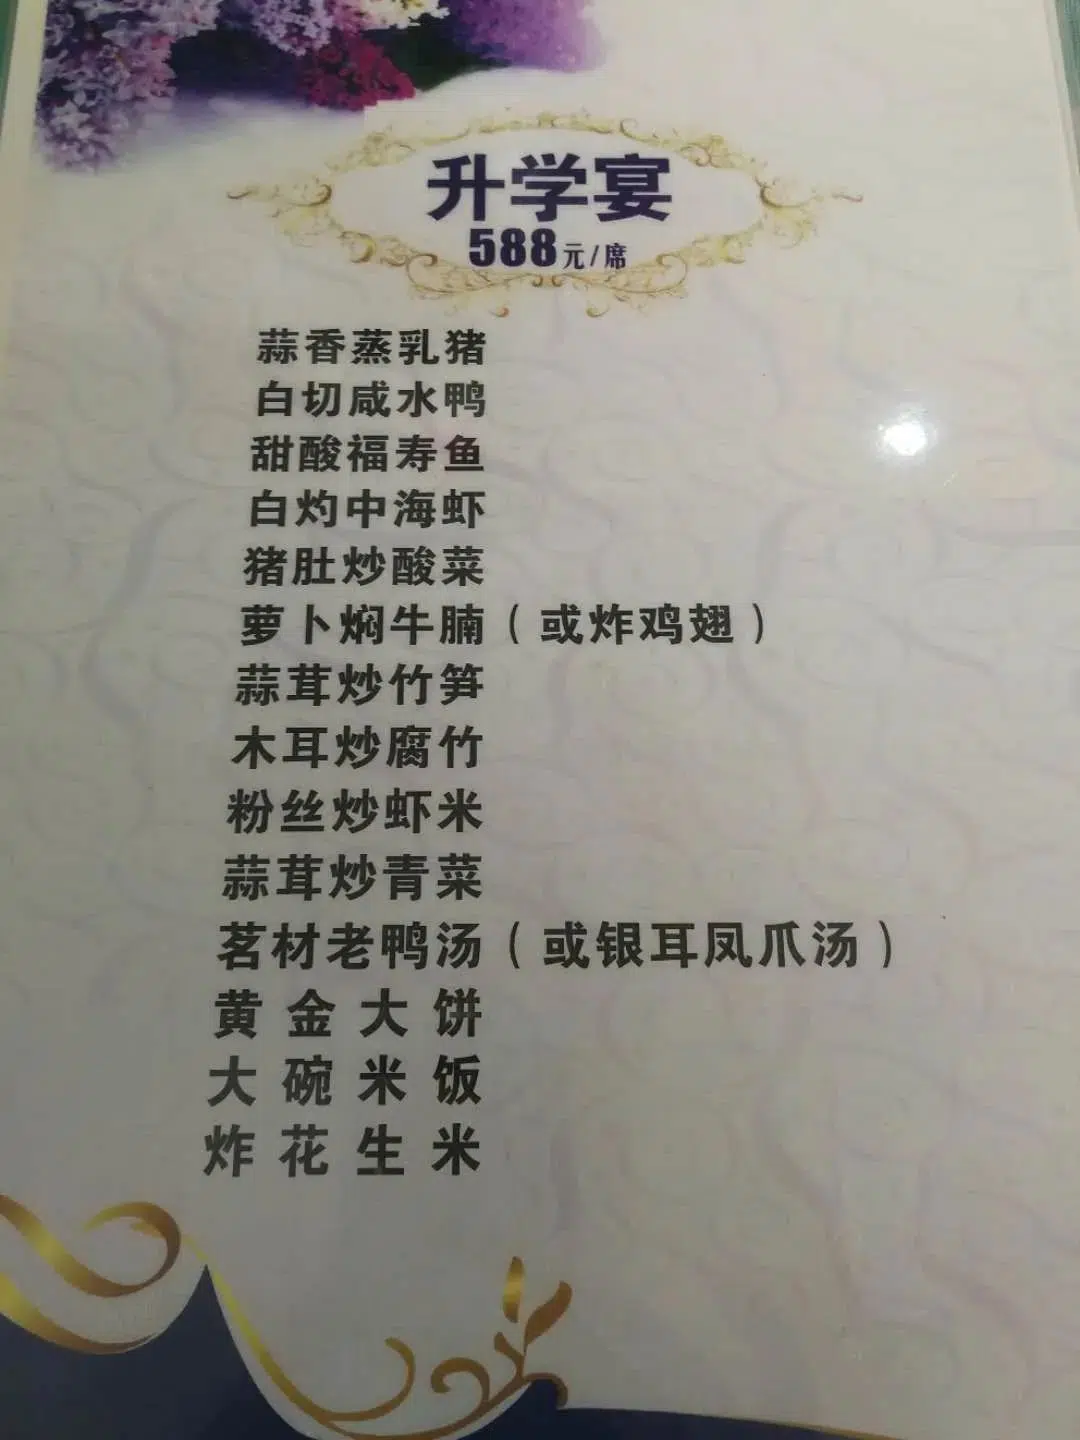 升学宴
588元/席
蒜香蒸乳猪
白切咸水鸭
甜酸福寿鱼
白灼中海虾
猪肚炒酸菜
萝卜焖牛腩（或炸鸡翅）
蒜茸炒竹笋
木耳炒腐竹
粉丝炒虾米
蒜茸炒青菜
茗材老鸭汤（或银耳凤爪汤）
黄金大饼
大碗米饭
炸花生米